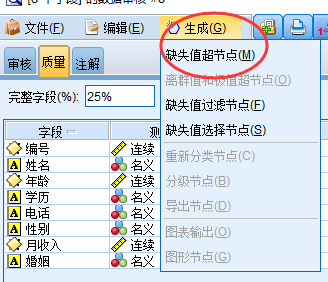 的数据审核
文件(F) 编辑(E) 生成(G)
审核 质量 注解
缺失值超节点(M)
离群值和极值超节点(O)
完整字段(%): 25%
缺失值过滤节点(F)
缺失值选择节点(S)
字段
编号 连续
重新分类节点(C)
姓名 名义
分级节点(B)
年龄 连续
学历 名义
导出节点(D)
电话 名义
性别 名义
图表输出(O)
月收入 连续
图形节点(G)
婚姻 名义